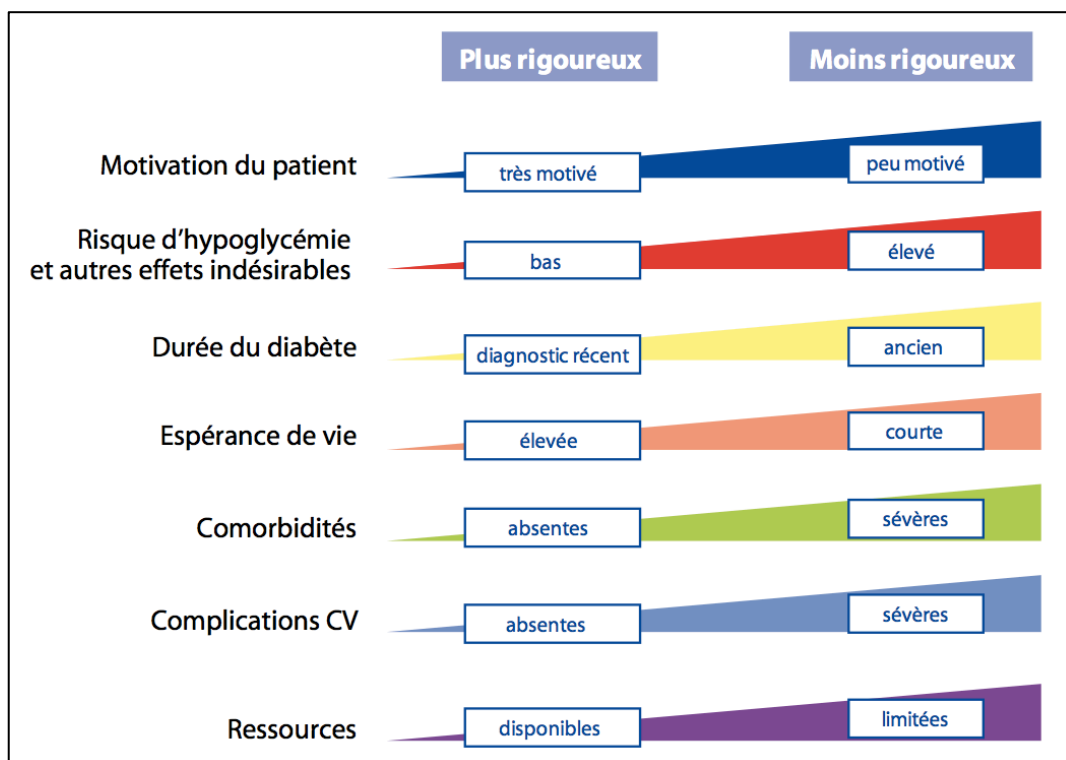 Plus rigoureux
Moins rigoureux
Motivation du patient
très motivé
peu motivé
Risque d’hypoglycémie
et autres effets indésirables
bas
élevé
Durée du diabète
diagnostic récent
ancien
Espérance de vie
élevée
courte
Comorbidités
absentes
sévères
Complications CV
absentes
sévères
Ressources
disponibles
limitées